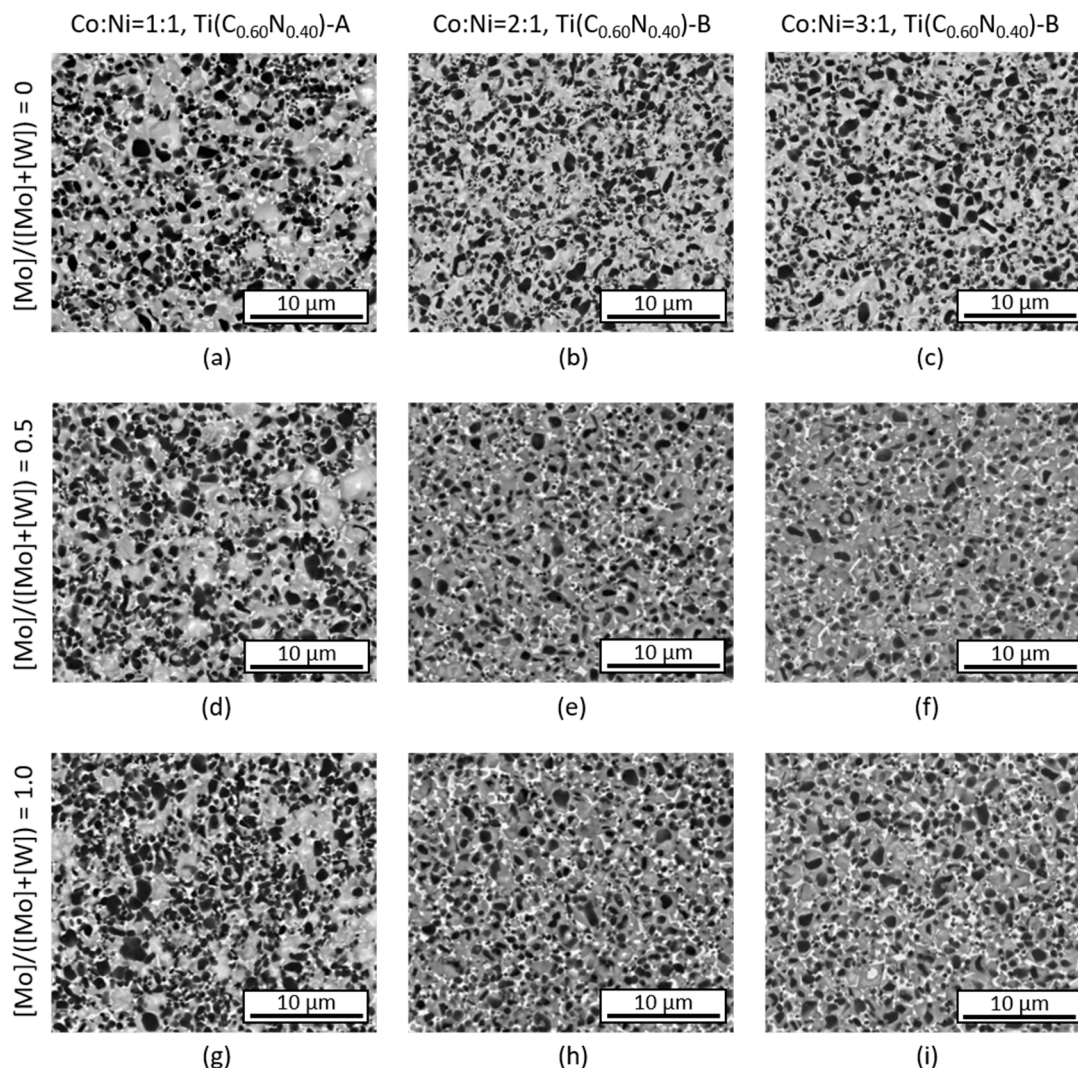 Co:Ni=1:1, Ti(C₀.₆₀N₀.₄₀)-A
Co:Ni=2:1, Ti(C₀.₆₀N₀.₄₀)-B
Co:Ni=3:1, Ti(C₀.₆₀N₀.₄₀)-B
[Mo]/([Mo]+[W]) = 0
10 µm
10 µm
10 µm
(a)
(b)
(c)
[Mo]/([Mo]+[W]) = 0.5
10 µm
10 µm
10 µm
(d)
(e)
(f)
[Mo]/([Mo]+[W]) = 1.0
10 µm
10 µm
10 µm
(g)
(h)
(i)